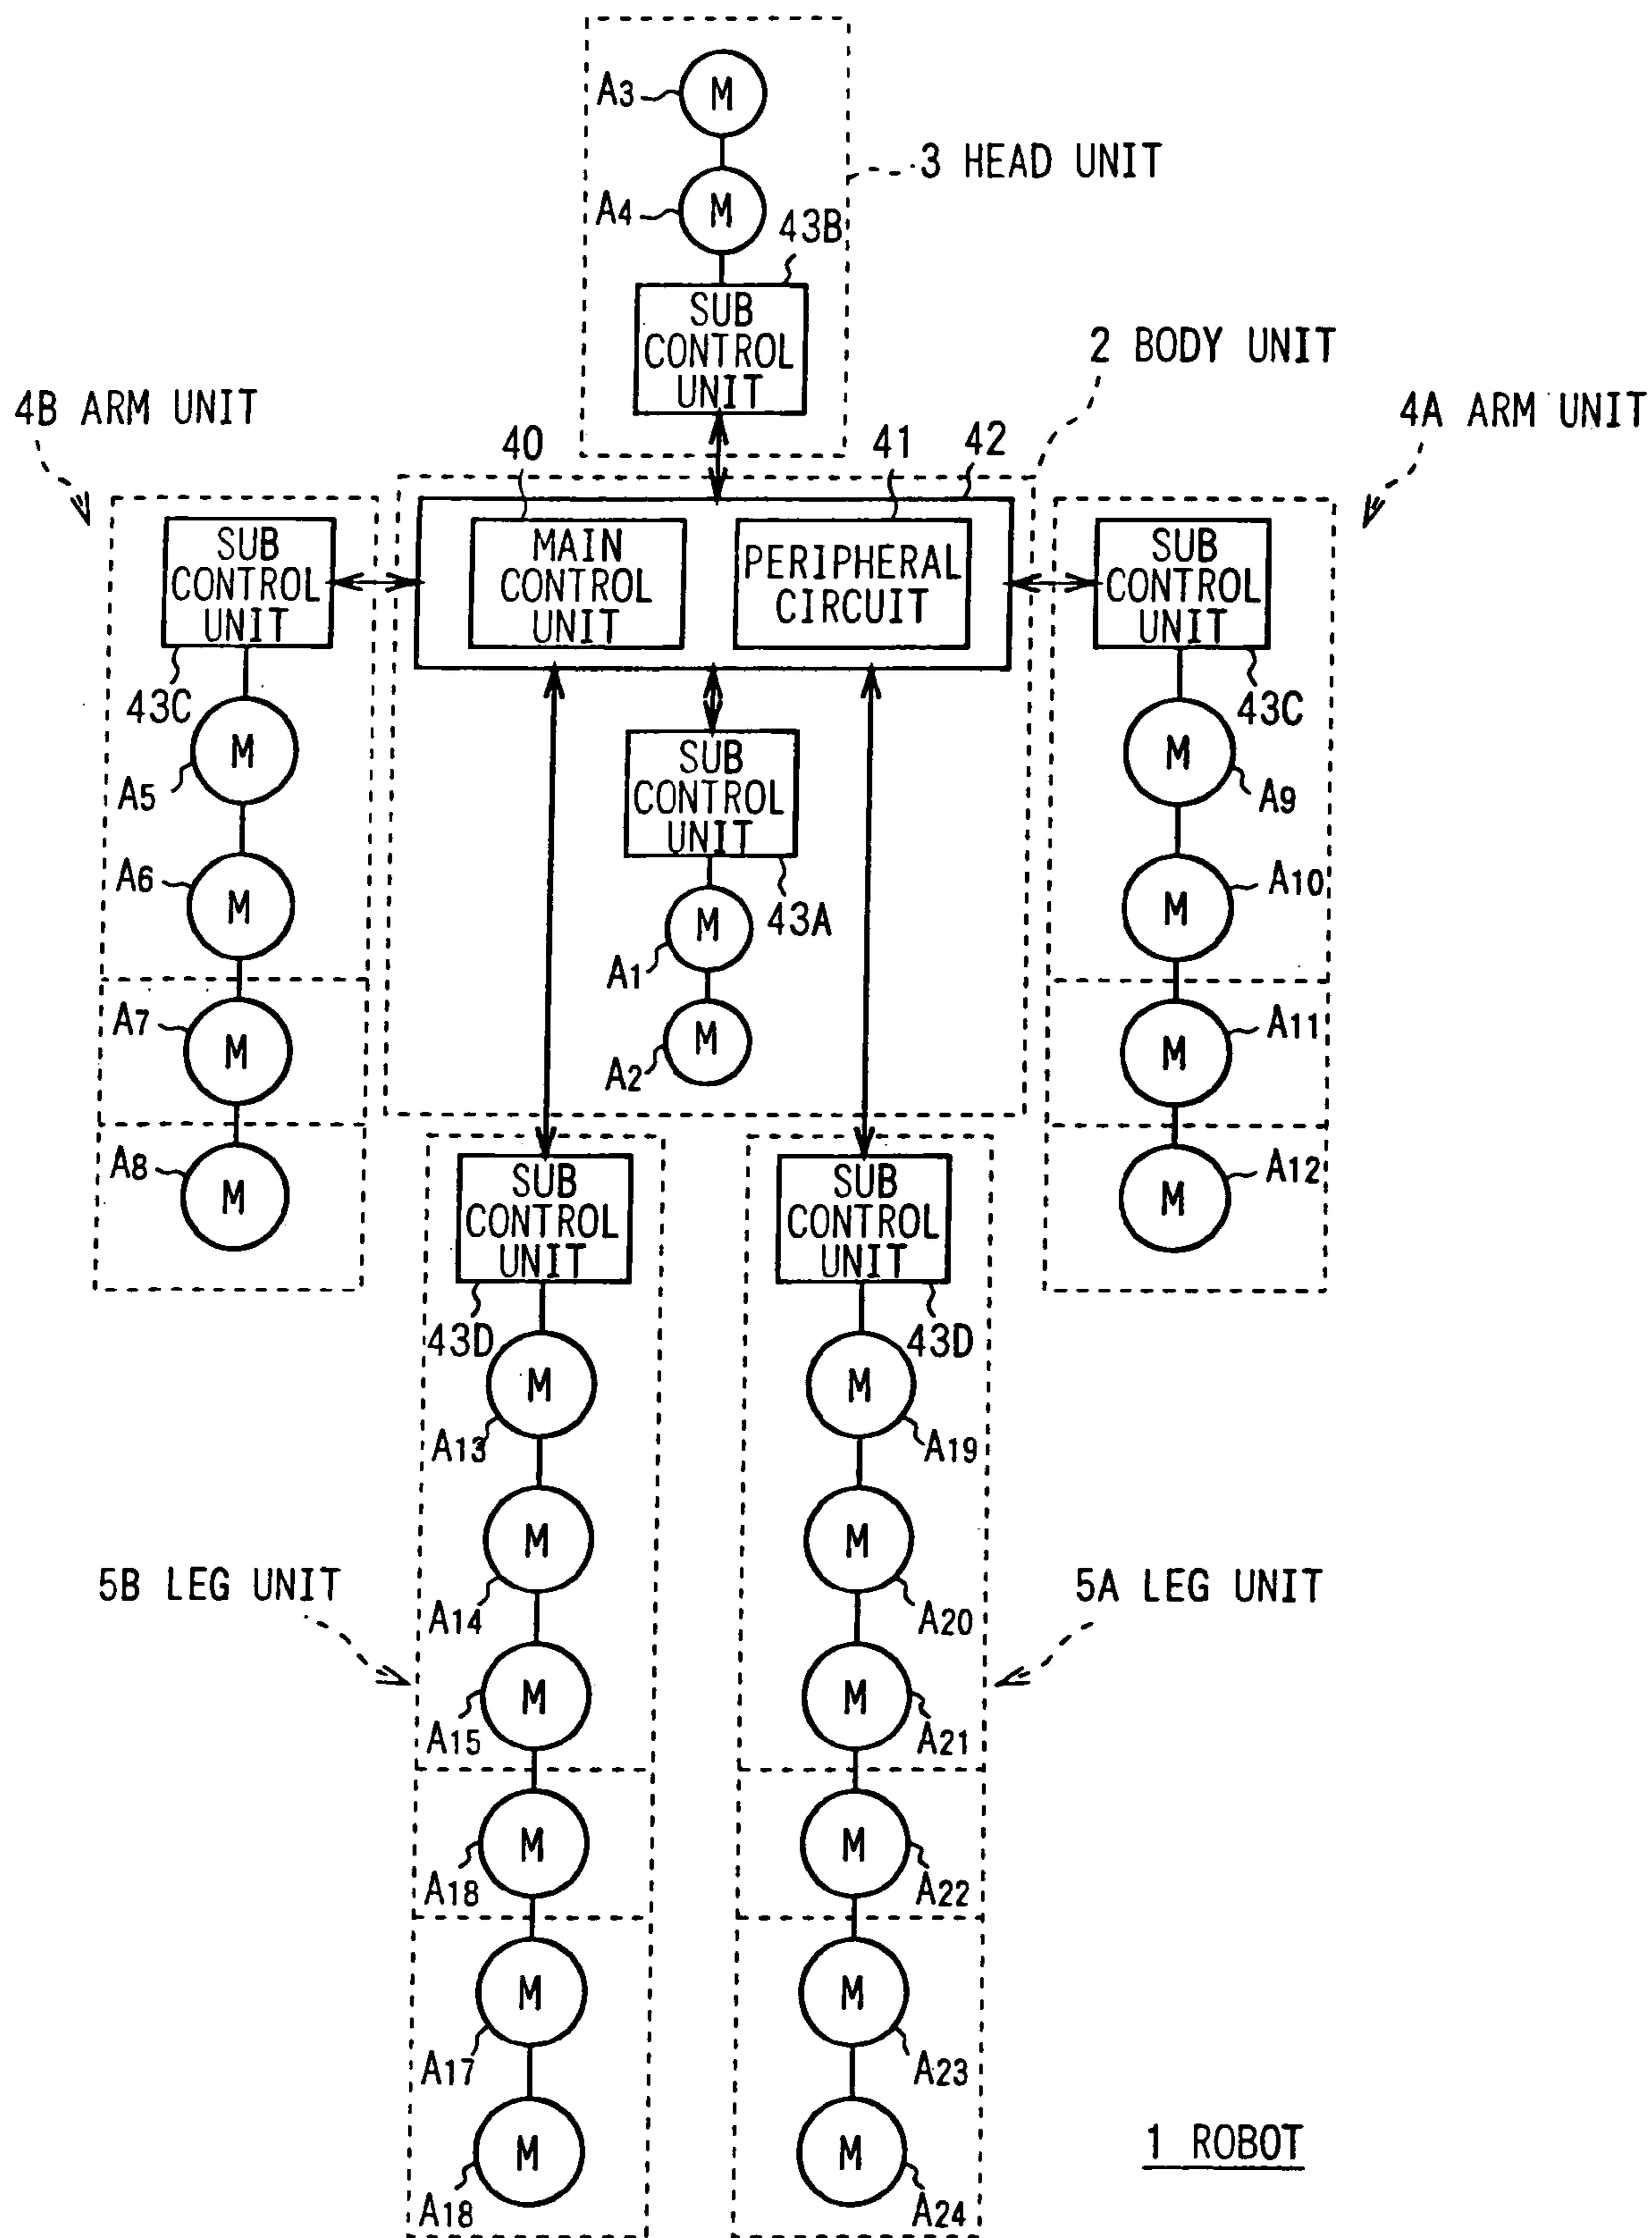 A3
M
3 HEAD UNIT
A4
M
43B
SUB
CONTROL
UNIT
2 BODY UNIT
4B ARM UNIT
4A ARM UNIT
40
41
42
SUB
CONTROL
UNIT
MAIN
CONTROL
UNIT
PERIPHERAL
CIRCUIT
SUB
CONTROL
UNIT
43C
43C
M
A5
SUB
CONTROL
UNIT
M
A9
A6
M
43A
M
A1
M
A10
A7
M
M
A2
M
A11
A8
M
M
A12
SUB
CONTROL
UNIT
SUB
CONTROL
UNIT
43D
43D
M
A13
M
A19
M
A14
M
A20
5B LEG UNIT
5A LEG UNIT
M
A15
M
A21
M
A18
M
A22
M
A17
M
A23
M
A18
M
A24
1 ROBOT